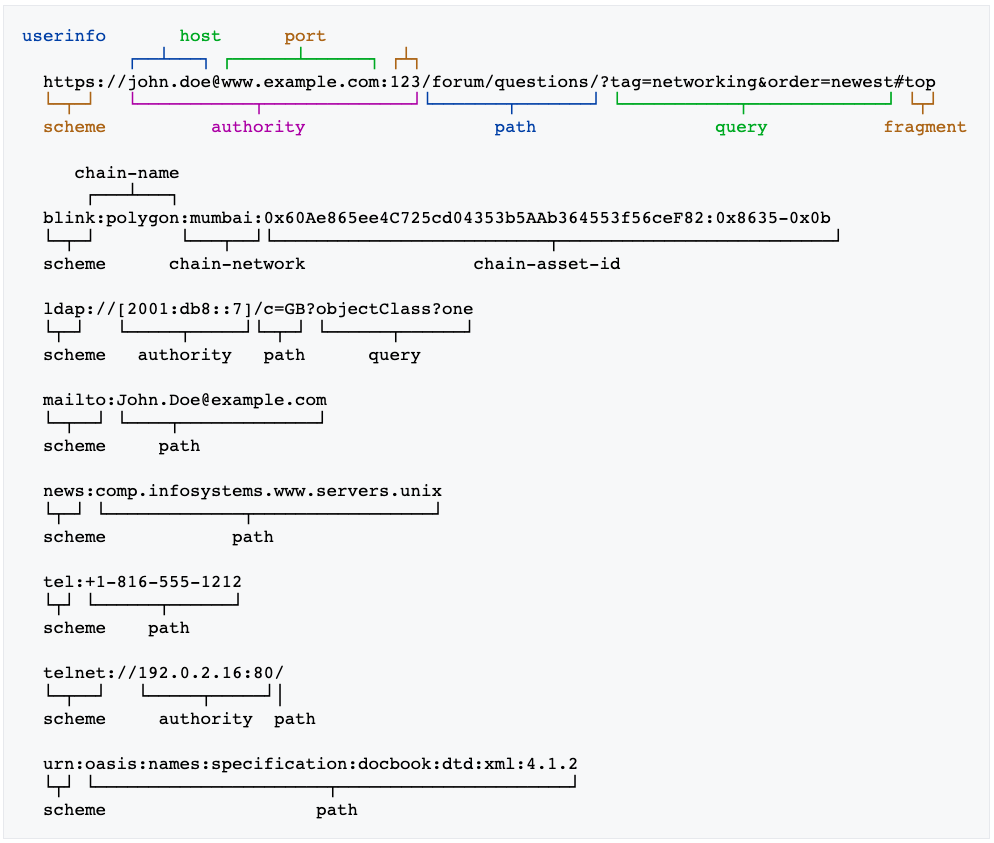 userinfo host port
https://john.doe@www.example.com:123/forum/questions/?tag=networking&order=newest#top
scheme authority path query fragment
chain-name
blink:polygon:mumbai:0x60Ae865ee4C725cd04353b5AAb364553f56ceF82:0x8635-0x0b
scheme chain-network chain-asset-id
ldap://[2001:db8::7]/c=GB?objectClass?one
scheme authority path query
mailto:John.Doe@example.com
scheme path
news:comp.infosystems.www.servers.unix
scheme path
tel:+1-816-555-1212
scheme path
telnet://192.0.2.16:80/
scheme authority path
urn:oasis:names:specification:docbook:dtd:xml:4.1.2
scheme path